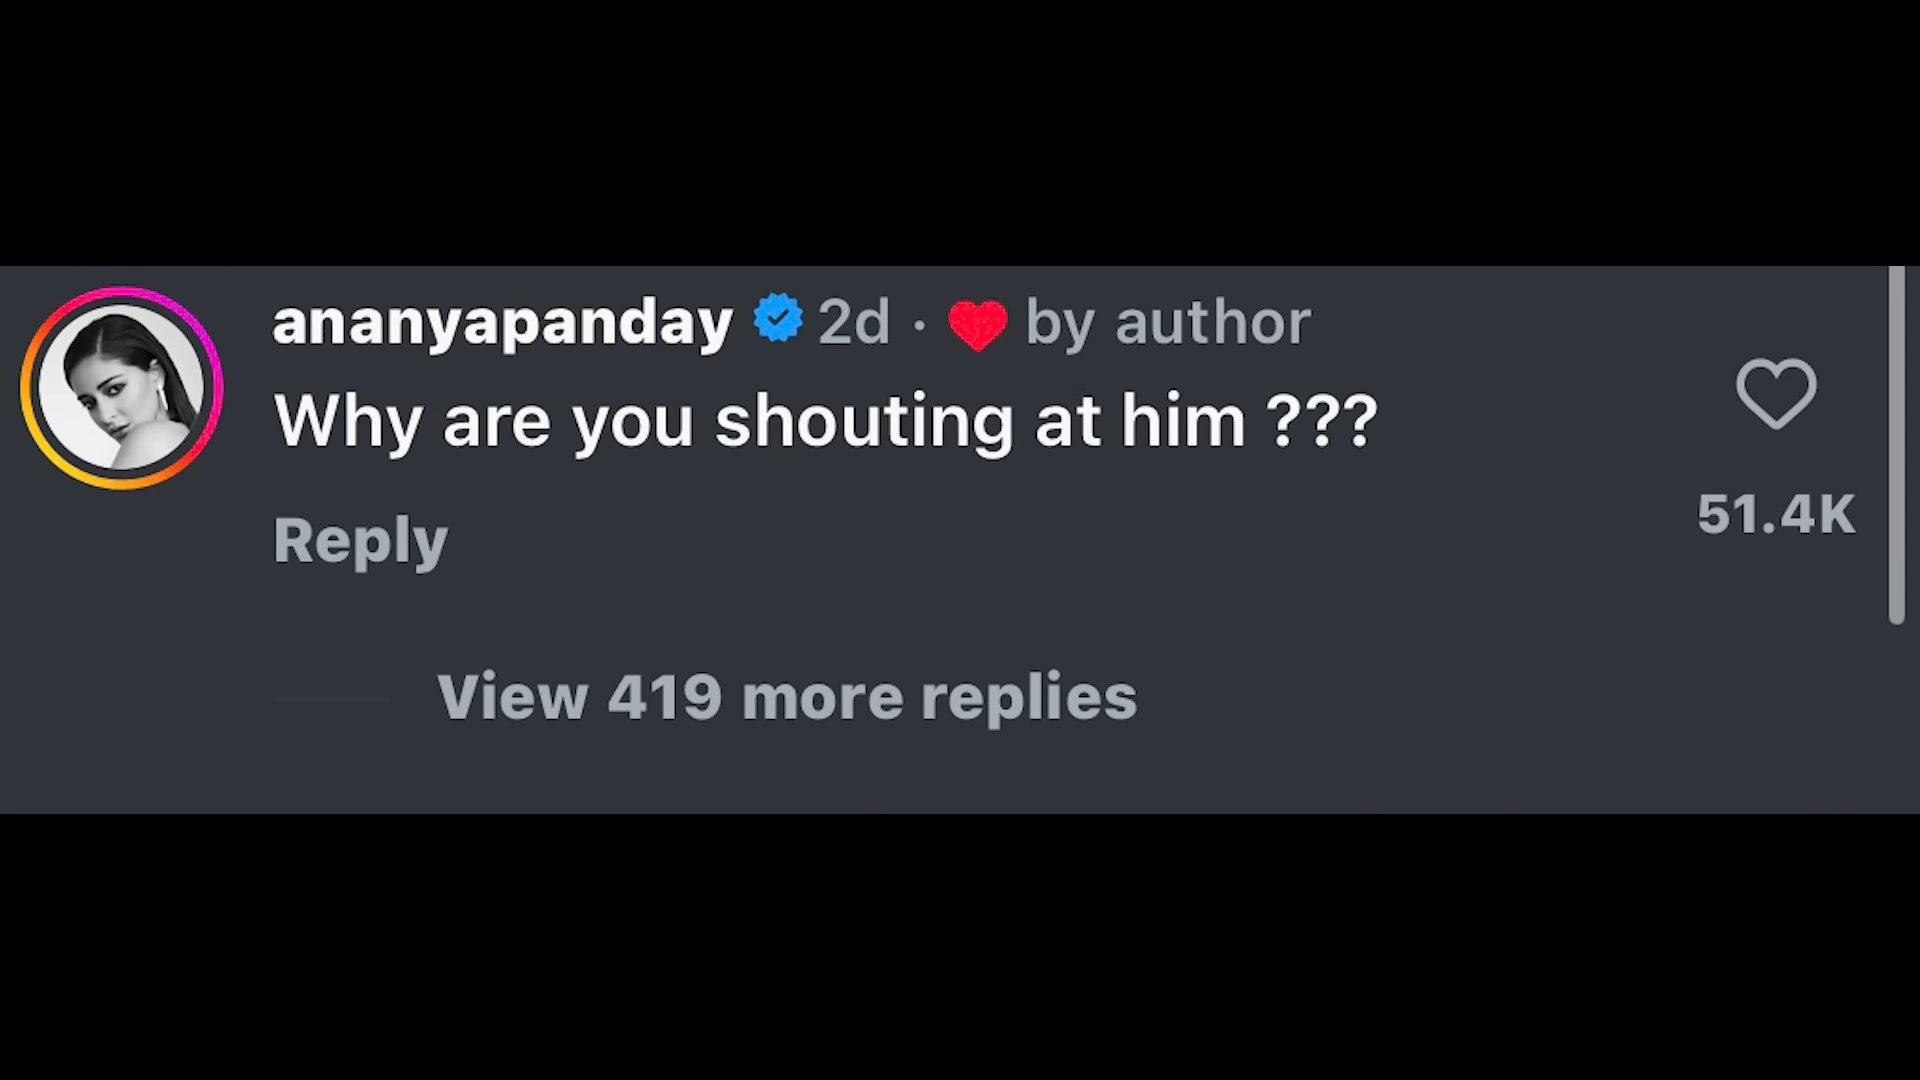 ananyapanday 2d · ❤️ by author
Why are you shouting at him ???
51.4K
Reply
View 419 more replies